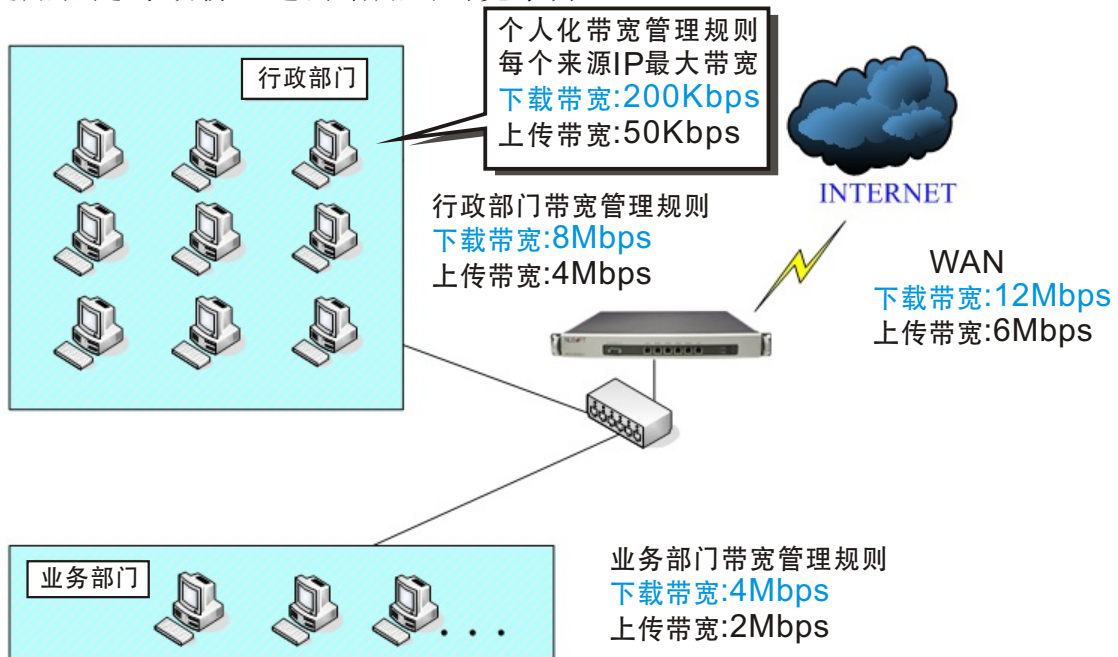 行政部门
个人化带宽管理规则
每个来源IP最大带宽
下载带宽:200Kbps
上传带宽:50Kbps
INTERNET
行政部门带宽管理规则
下载带宽:8Mbps
上传带宽:4Mbps
WAN
下载带宽:12Mbps
上传带宽:6Mbps
业务部门
业务部门带宽管理规则
下载带宽:4Mbps
上传带宽:2Mbps